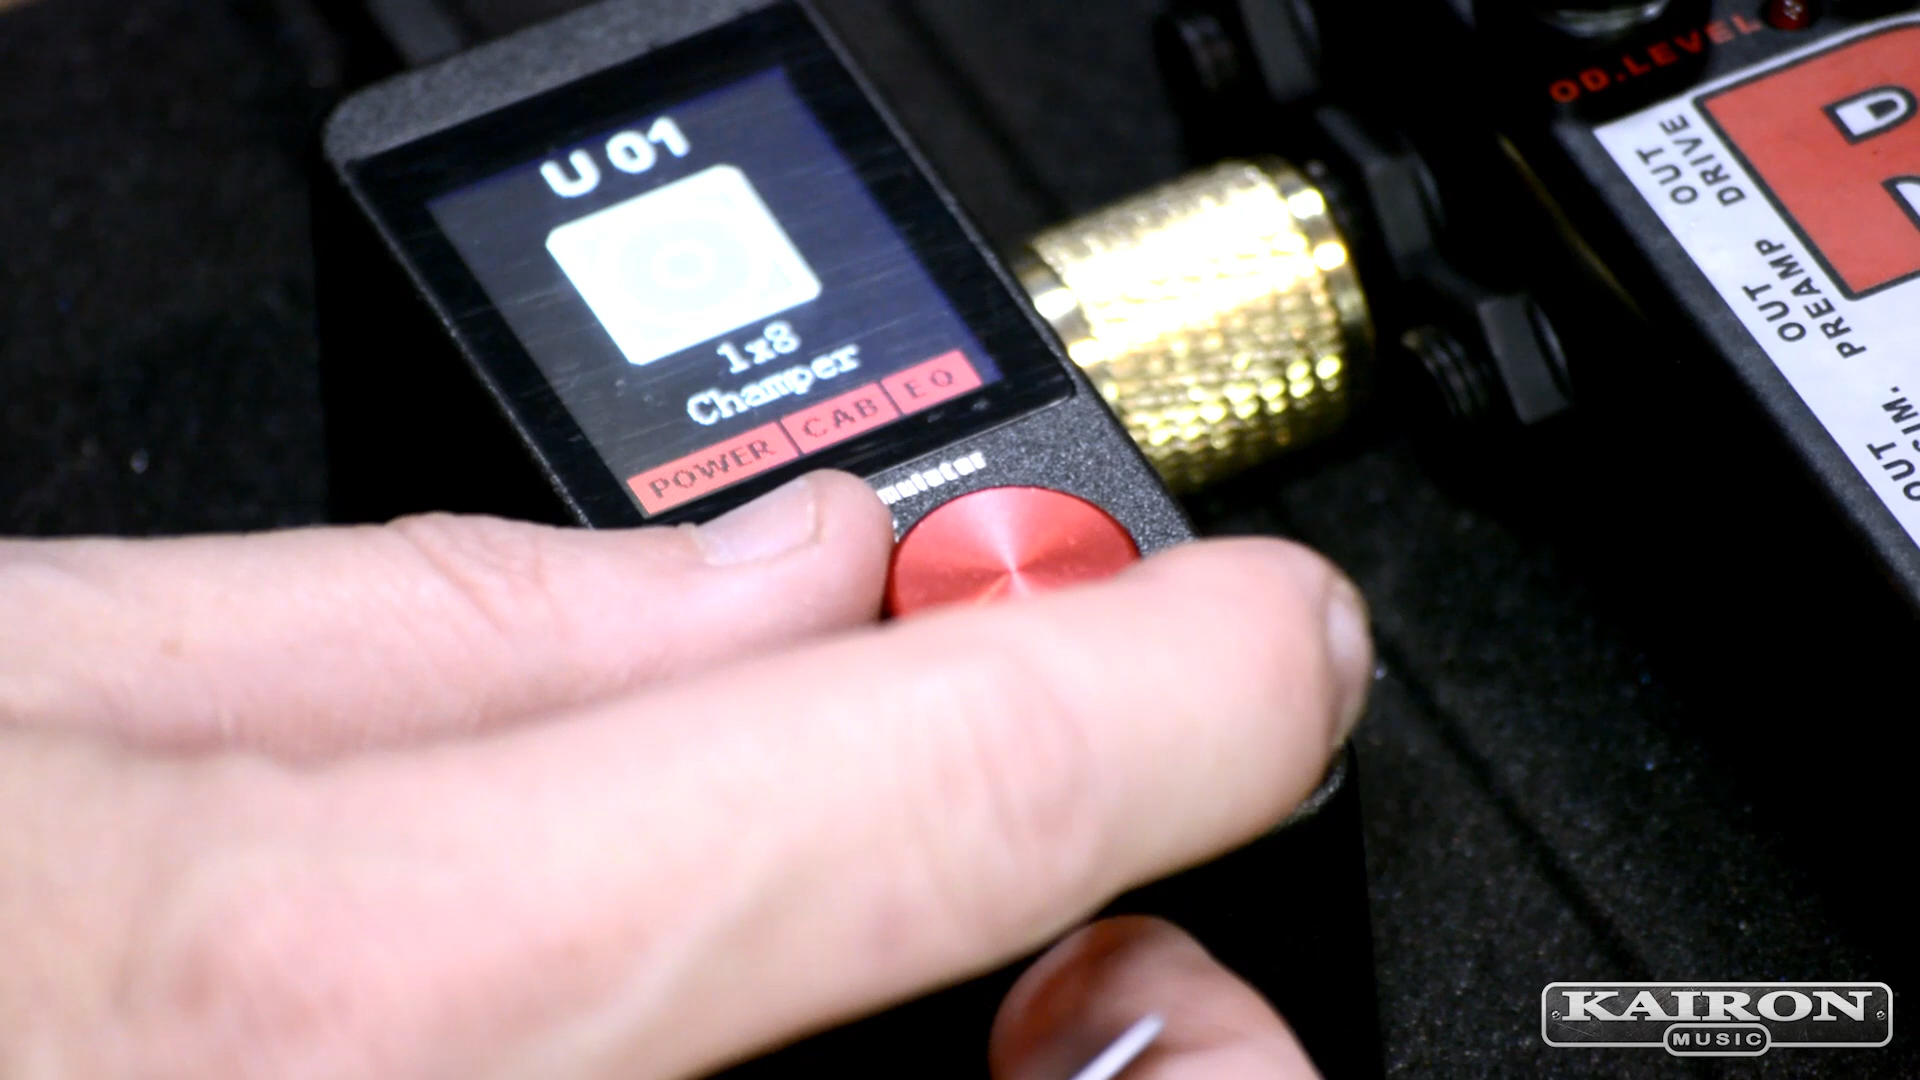 U 01
1x8
Champer
POWER CAB EQ
OD.LEVEL
OUT DRIVE
OUT PREAMP
OUT
KAIRON
MUSIC